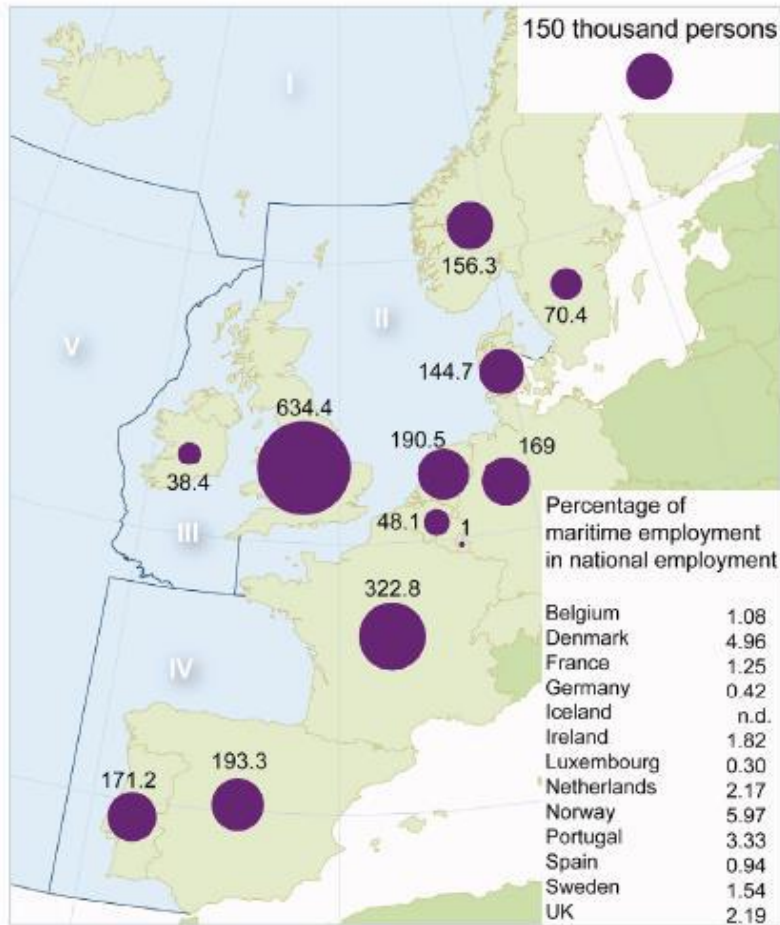 150 thousand persons
I
156.3
70.4
II
V
144.7
634.4
190.5
169
38.4
48.1
1
III
322.8
IV
171.2
193.3
Percentage of
maritime employment
in national employment
Belgium 1.08
Denmark 4.96
France 1.25
Germany 0.42
Iceland n.d.
Ireland 1.82
Luxembourg 0.30
Netherlands 2.17
Norway 5.97
Portugal 3.33
Spain 0.94
Sweden 1.54
UK 2.19